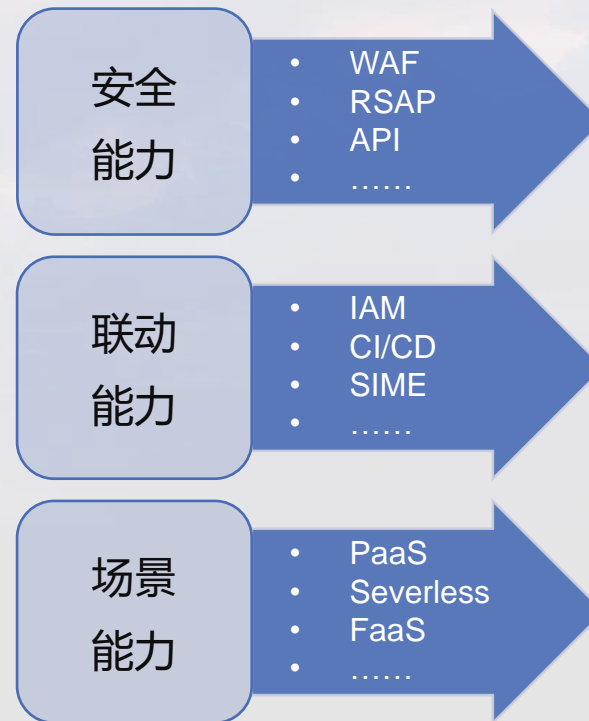 安全
能力
• WAF
• RSAP
• API
• ……
联动
能力
• IAM
• CI/CD
• SIME
• ……
场景
能力
• PaaS
• Severless
• FaaS
• ……